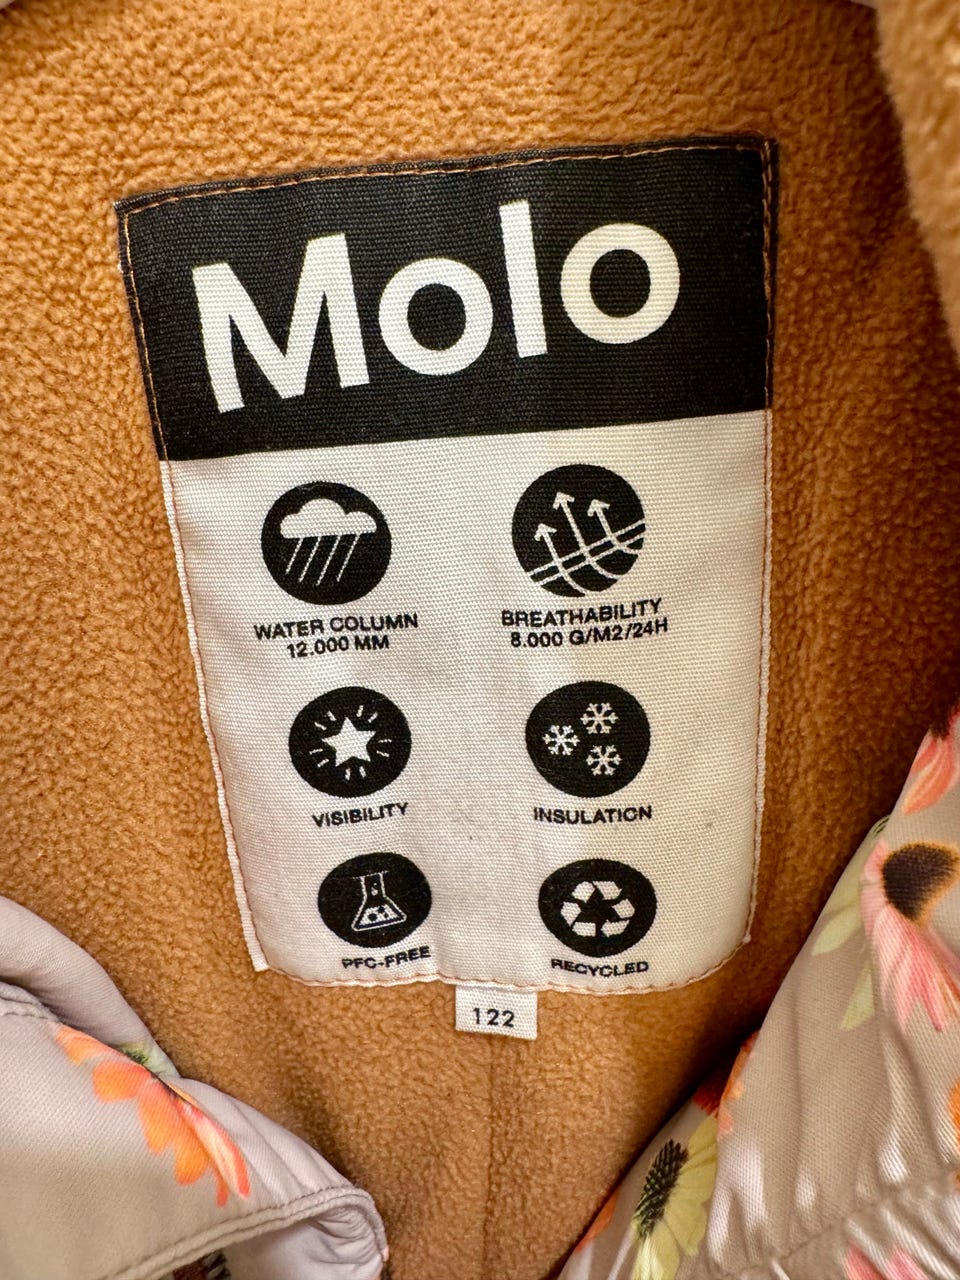 Molo
WATER COLUMN
12.000 MM
BREATHABILITY
8.000 G/M2/24H
VISIBILITY
INSULATION
PFC-FREE
RECYCLED
122